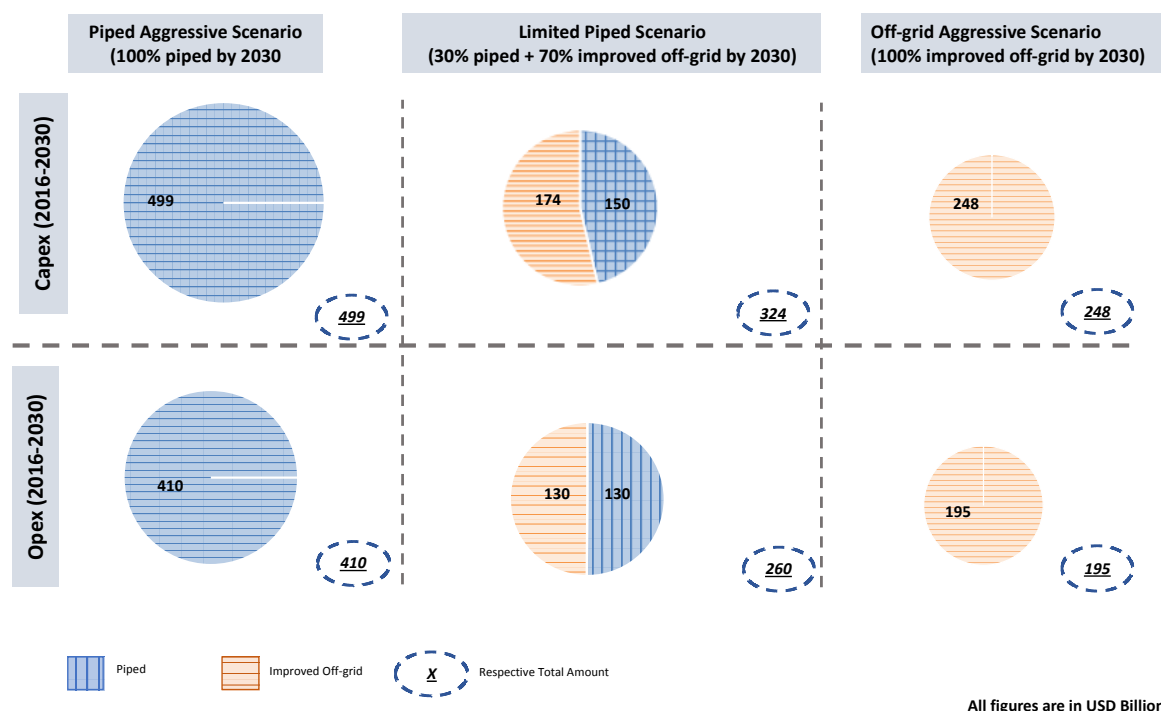 Piped Aggressive Scenario
(100% piped by 2030
Limited Piped Scenario
(30% piped + 70% improved off-grid by 2030)
Off-grid Aggressive Scenario
(100% improved off-grid by 2030)
Capex (2016-2030)
499
499
174
150
324
248
248
Opex (2016-2030)
410
410
130
130
260
195
195
Piped
Improved Off-grid
X
Respective Total Amount
All figures are in USD Billion